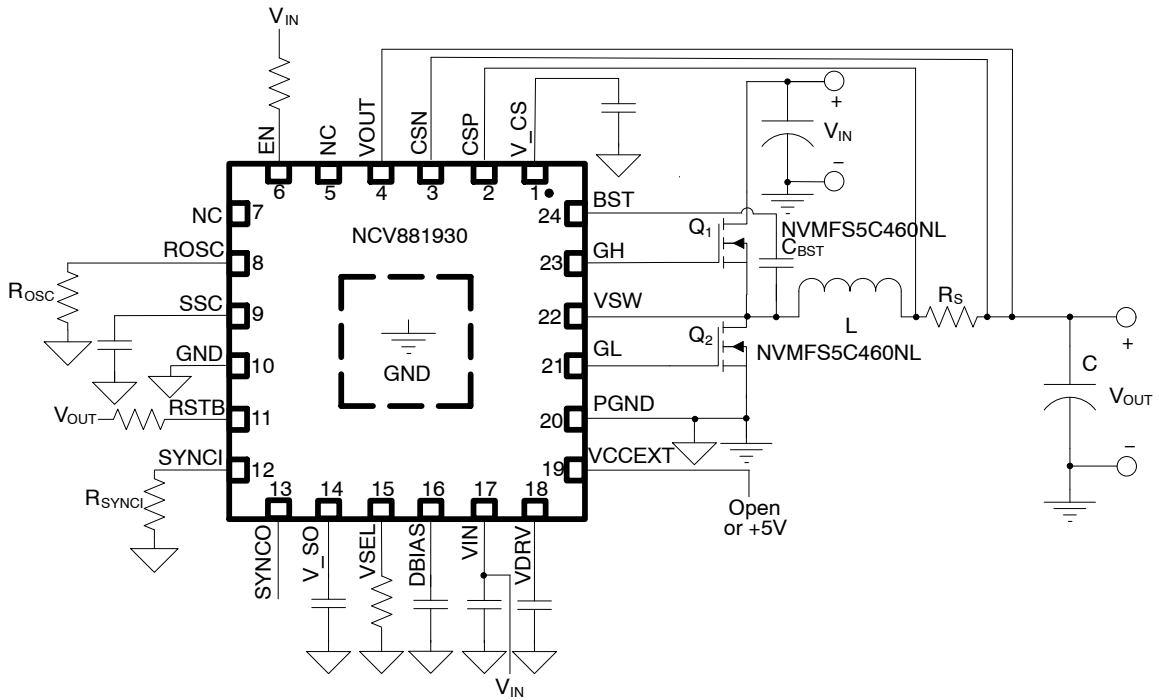 VIN
EN
NC
VOUT
CSN
CSP
V_CS
6
5
4
3
2
1
+
VIN
−
NC
7
ROSC
8
ROSC
SSC
9
GND
10
VOUT
RSTB
11
SYNCI
12
RSYNCI
NCV881930
GND
24
BST
23
GH
22
VSW
21
GL
20
PGND
19
VCCEXT
Q1
NVMFS5C460NL
CBST
L
RS
Q2
NVMFS5C460NL
+
C
VOUT
−
Open
or +5V
13
14
15
16
17
18
SYNCO
V_SO
VSEL
DBIAS
VIN
VDRV
VIN